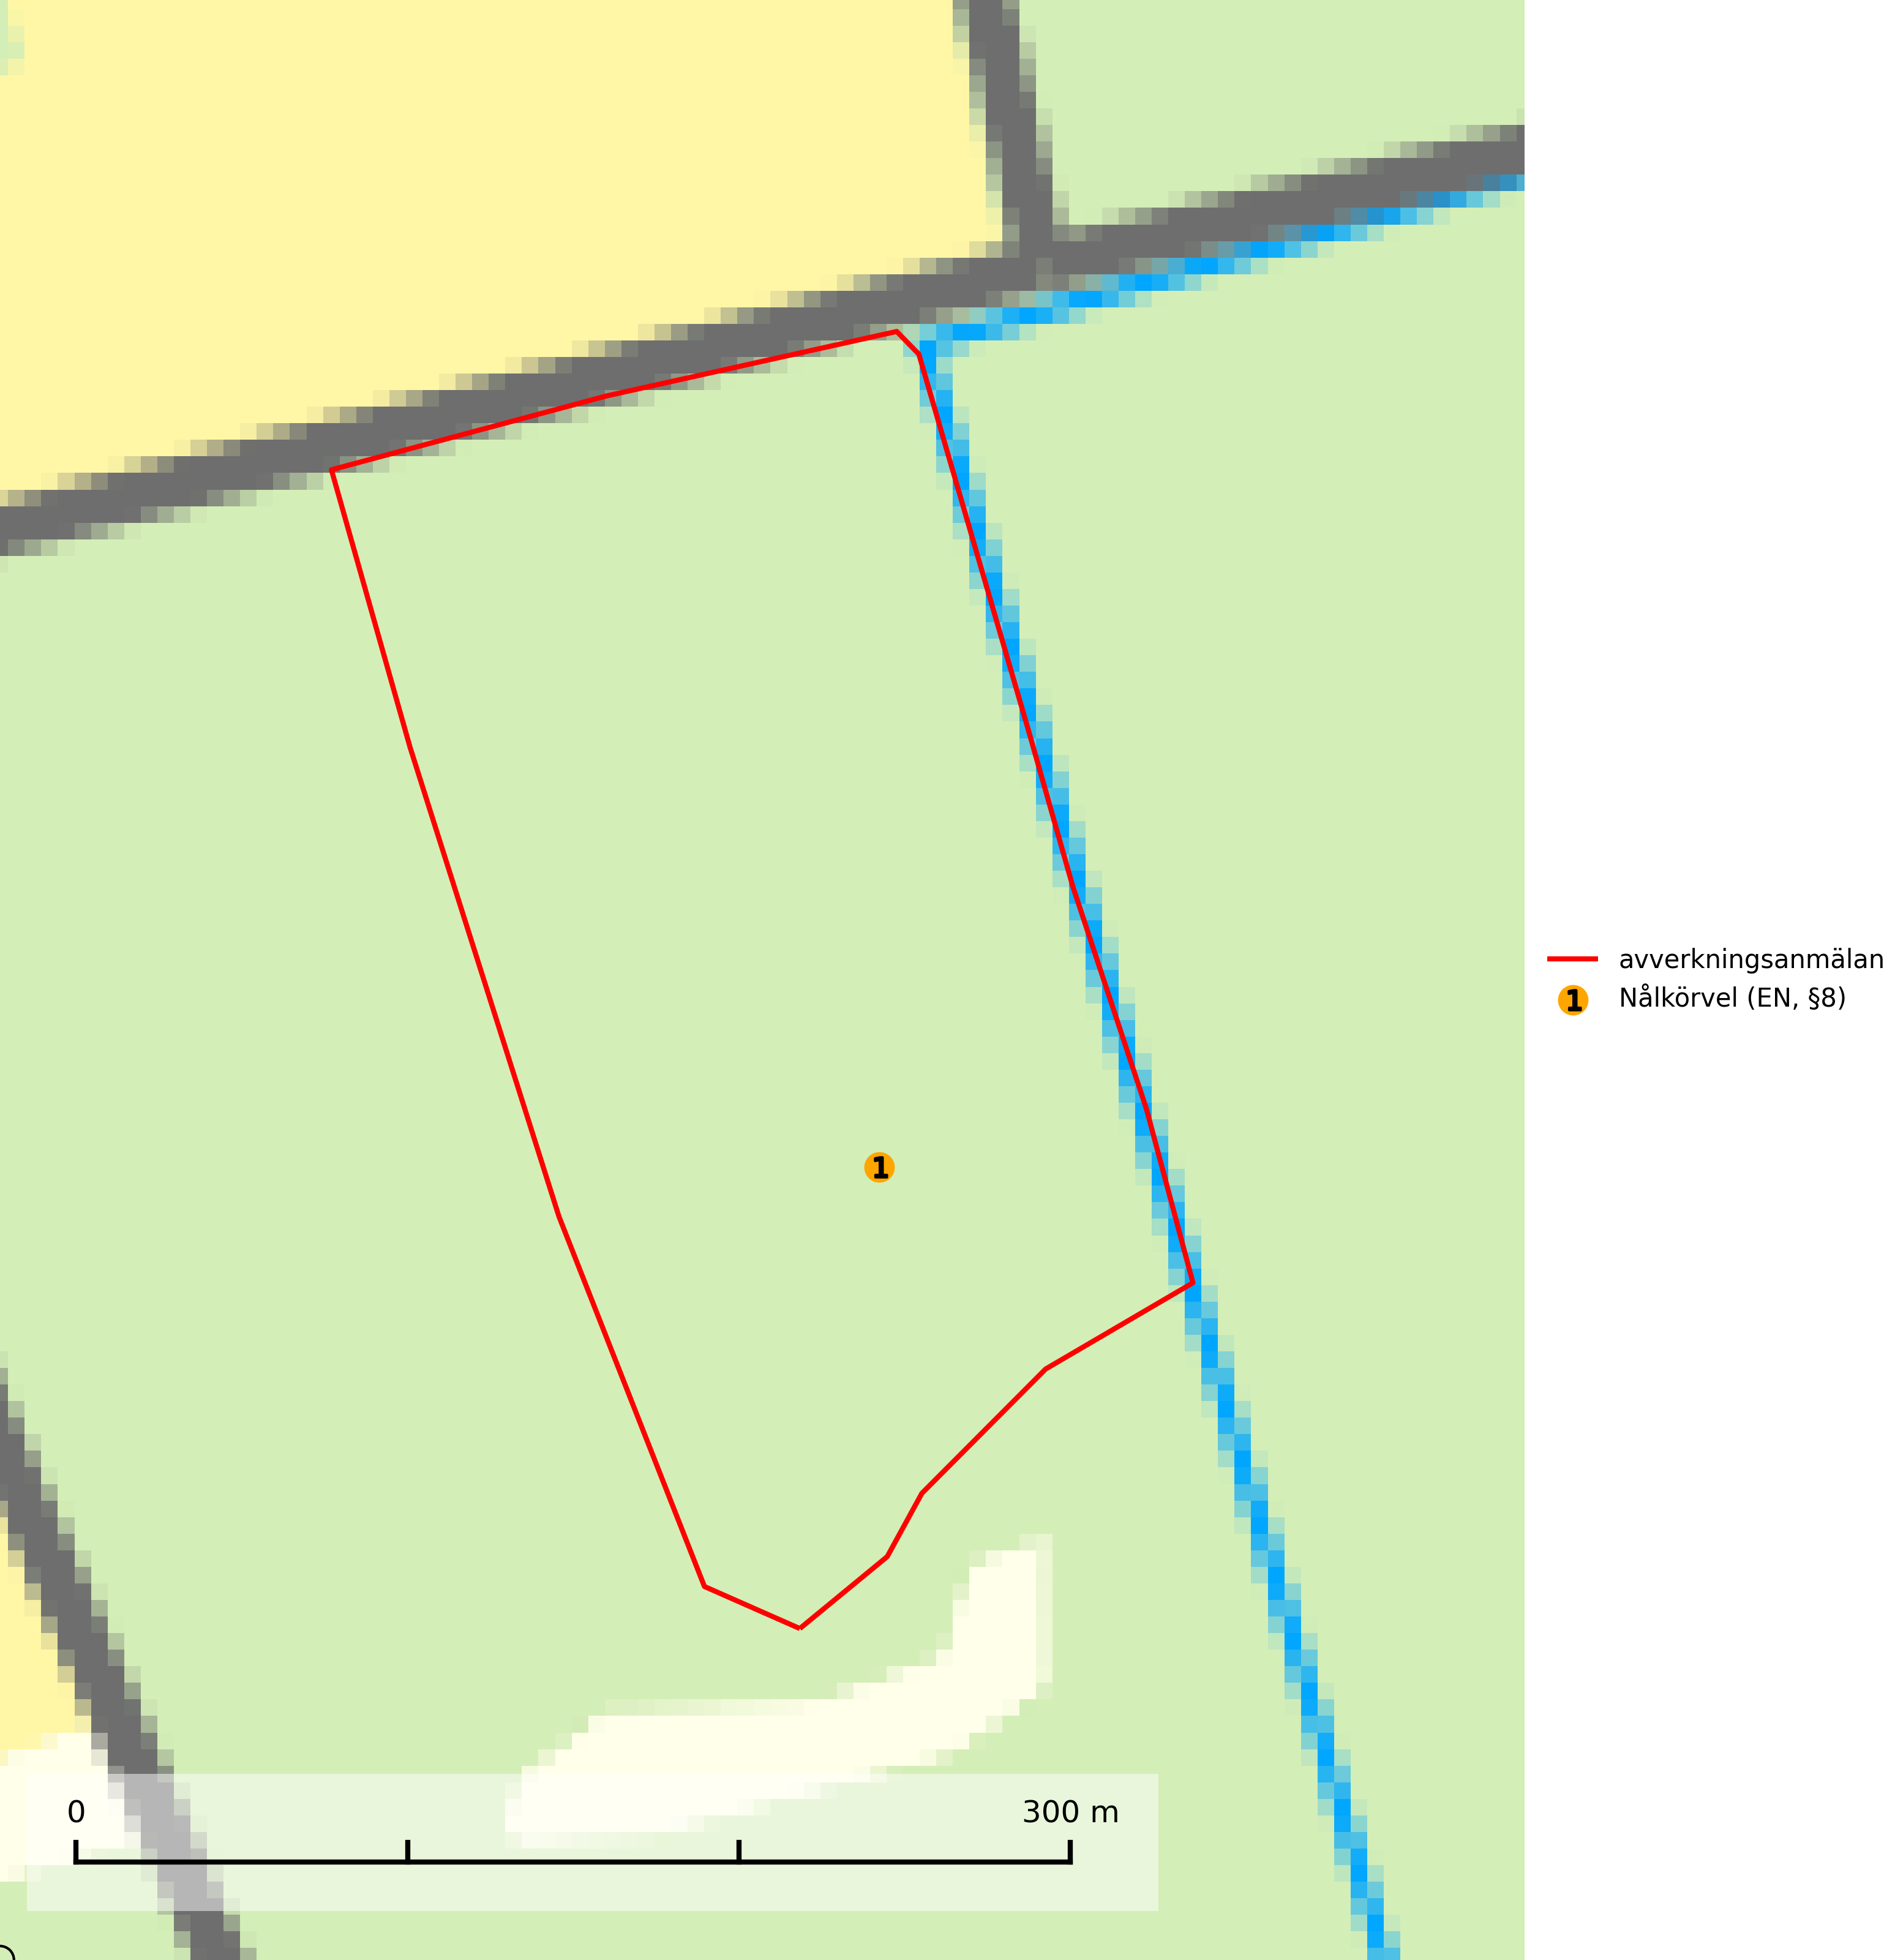 1
avverkningsanmälan
1 Nålkörvel (EN, §8)
0 300 m